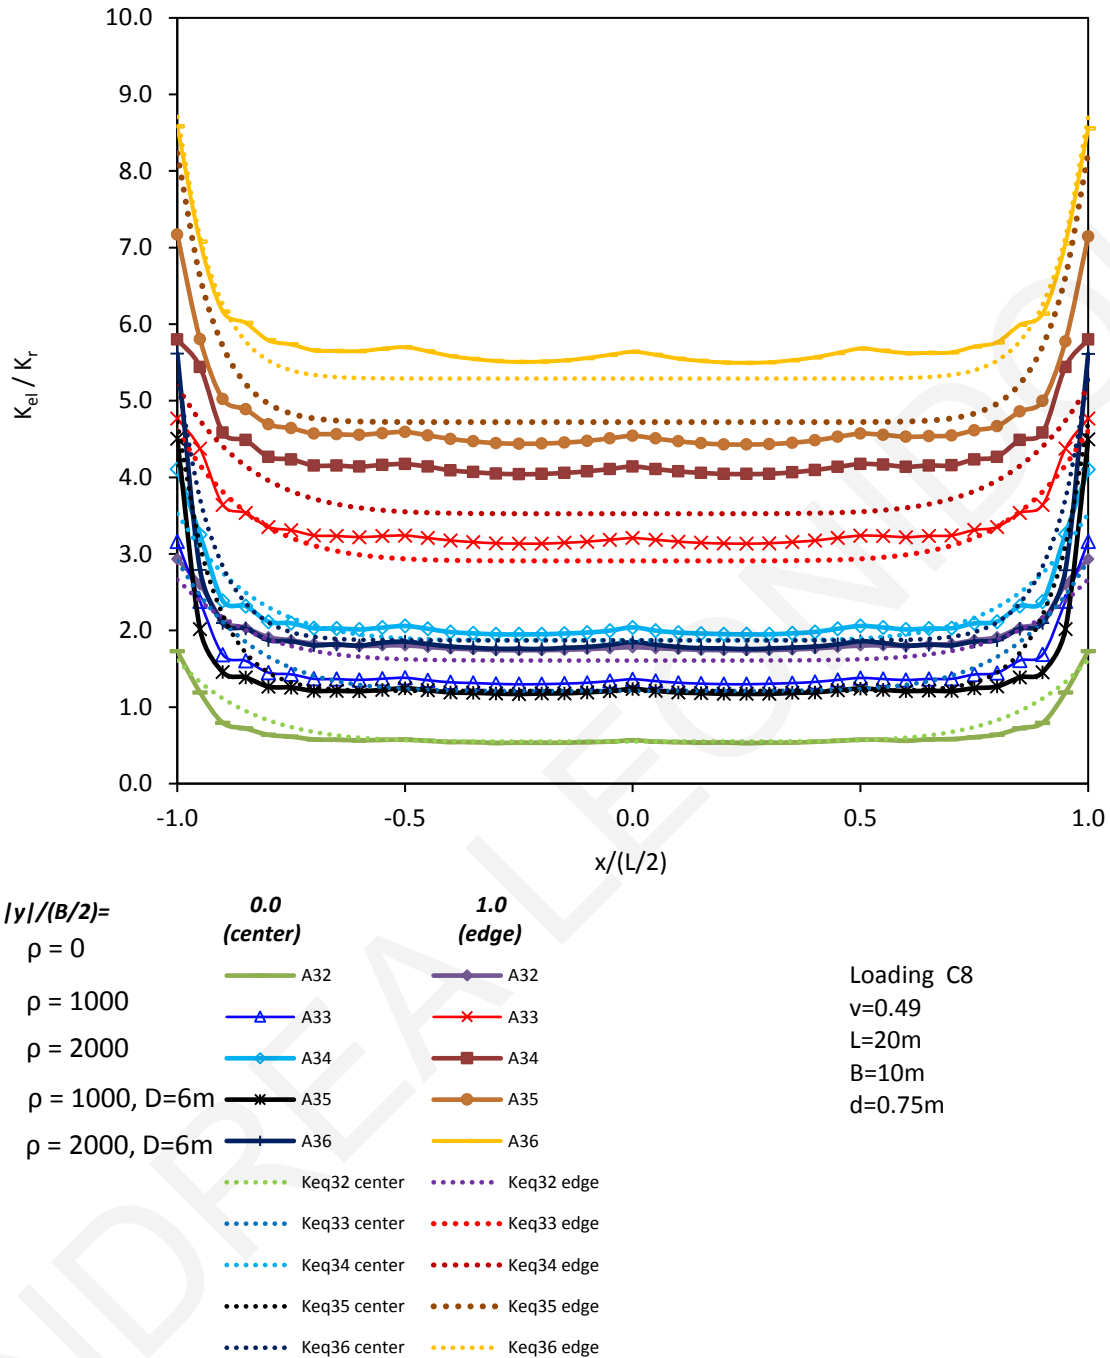 10.0
9.0
8.0
7.0
6.0
5.0
4.0
3.0
2.0
1.0
0.0
K_el / K_r
-1.0 -0.5 0.0 0.5 1.0
x/(L/2)
|y|/(B/2)= 0.0 (center) 1.0 (edge)
ρ = 0
ρ = 1000
ρ = 2000
ρ = 1000, D=6m
ρ = 2000, D=6m
A32 A32
A33 A33
A34 A34
A35 A35
A36 A36
Keq32 center Keq32 edge
Keq33 center Keq33 edge
Keq34 center Keq34 edge
Keq35 center Keq35 edge
Keq36 center Keq36 edge
Loading C8
v=0.49
L=20m
B=10m
d=0.75m
NDREA LEONIDO